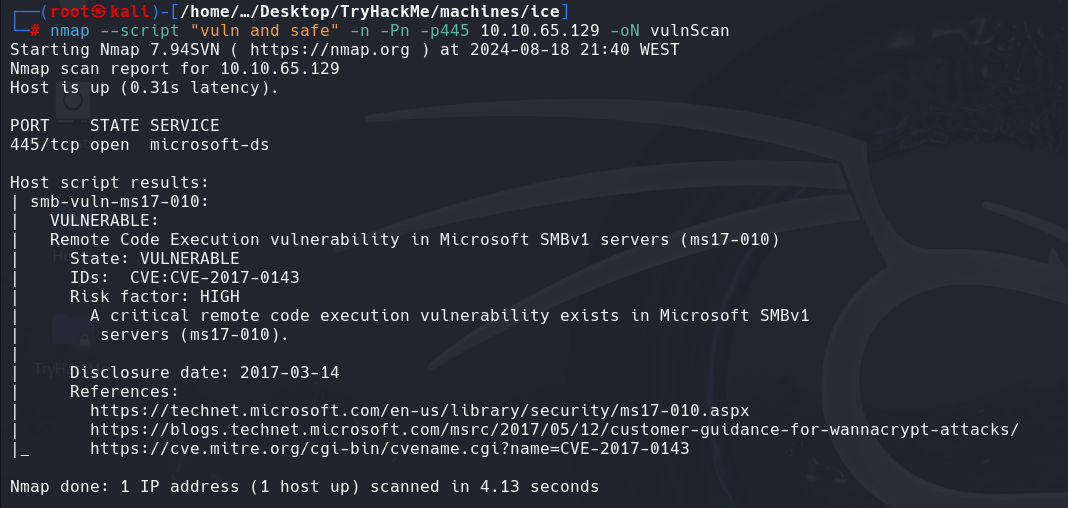 ┌──(root㉿kali)-[/home/…/Desktop/TryHackMe/machines/ice]
└─# nmap --script "vuln and safe" -n -Pn -p445 10.10.65.129 -oN vulnScan
Starting Nmap 7.94SVN ( https://nmap.org ) at 2024-08-18 21:40 WEST
Nmap scan report for 10.10.65.129
Host is up (0.31s latency).

PORT    STATE SERVICE
445/tcp open  microsoft-ds

Host script results:
| smb-vuln-ms17-010:
|   VULNERABLE:
|   Remote Code Execution vulnerability in Microsoft SMBv1 servers (ms17-010)
|     State: VULNERABLE
|     IDs:  CVE:CVE-2017-0143
|     Risk factor: HIGH
|       A critical remote code execution vulnerability exists in Microsoft SMBv1
|        servers (ms17-010).
|
|     Disclosure date: 2017-03-14
|     References:
|       https://technet.microsoft.com/en-us/library/security/ms17-010.aspx
|       https://blogs.technet.microsoft.com/msrc/2017/05/12/customer-guidance-for-wannacrypt-attacks/
|_      https://cve.mitre.org/cgi-bin/cvename.cgi?name=CVE-2017-0143

Nmap done: 1 IP address (1 host up) scanned in 4.13 seconds